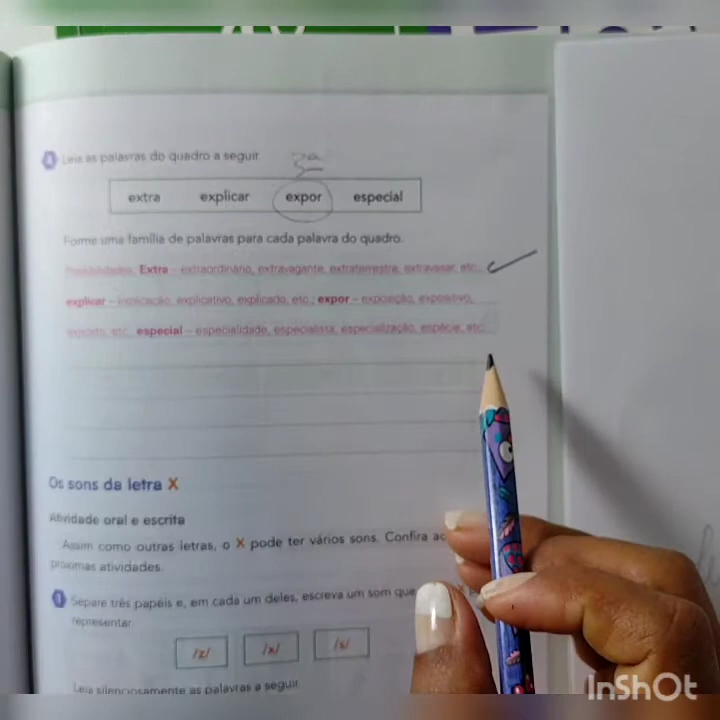 4 Leia as palavras do quadro a seguir.
3ª
extra explicar expor especial
Forme uma família de palavras para cada palavra do quadro.
Possibilidades: Extra – extraordinário, extravagante, extraterrestre, extravasar, etc.;
explicar – explicação, explicativo, explicado, etc.; expor – exposição, expositivo,
exposto, etc. especial – especialidade, especialista, especialização, espécie, etc.
Os sons da letra X
Atividade oral e escrita
Assim como outras letras, o X pode ter vários sons. Confira
próximas atividades.
1 Separe três papéis e, em cada um deles, escreva um som que
representar.
/z/ /x/ /s/
Leia silenciosamente as palavras a seguir.
InShOt